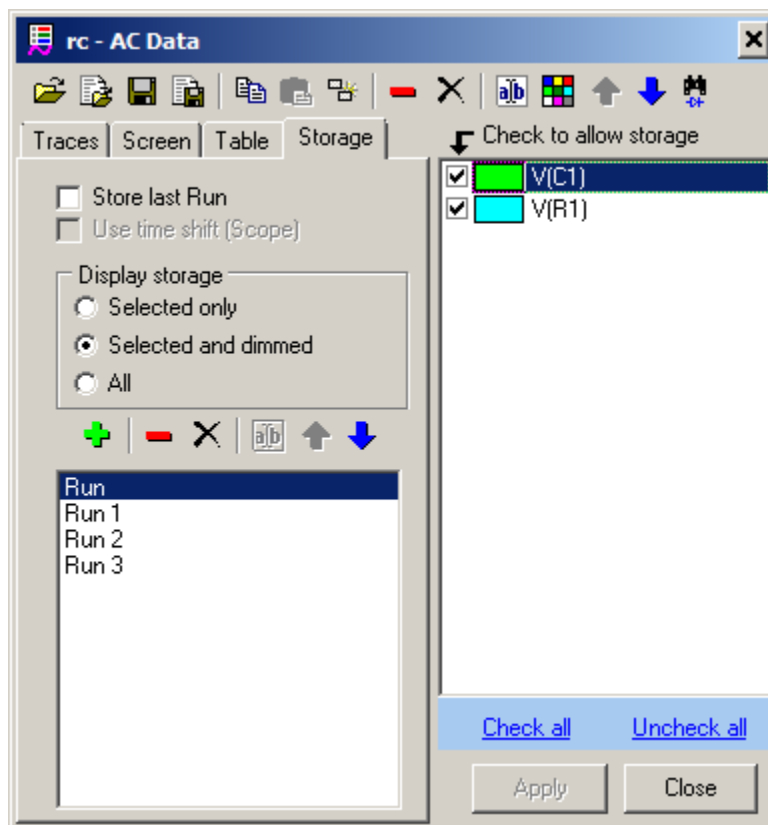 rc - AC Data
Traces Screen Table Storage
Check to allow storage
Store last Run
Use time shift (Scope)
Display storage
Selected only
Selected and dimmed
All
Run
Run 1
Run 2
Run 3
V(C1)
V(R1)
Check all Uncheck all
Apply Close